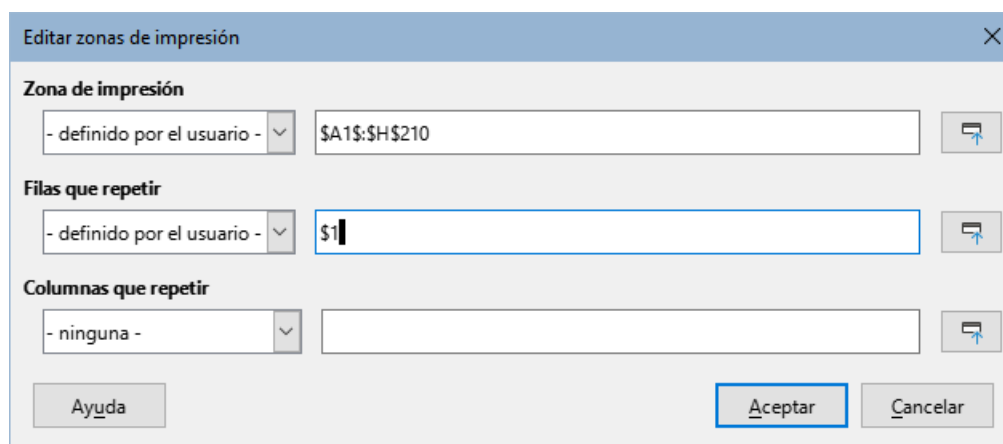 Editar zonas de impresión
Zona de impresión
- definido por el usuario - $A1$:$H$210
Filas que repetir
- definido por el usuario - $1
Columnas que repetir
- ninguna -
Ayuda Aceptar Cancelar